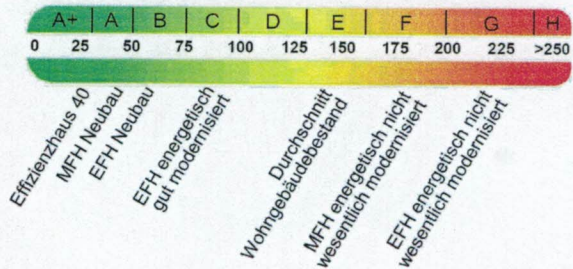 A+ A B C D E F G H
0 25 50 75 100 125 150 175 200 225 >250
Effizienzhaus 40
MFH Neubau
EFH Neubau
EFH energetisch
gut modernisiert
Durchschnitt
Wohngebäudebestand
MFH energetisch nicht
wesentlich modernisiert
EFH energetisch nicht
wesentlich modernisiert